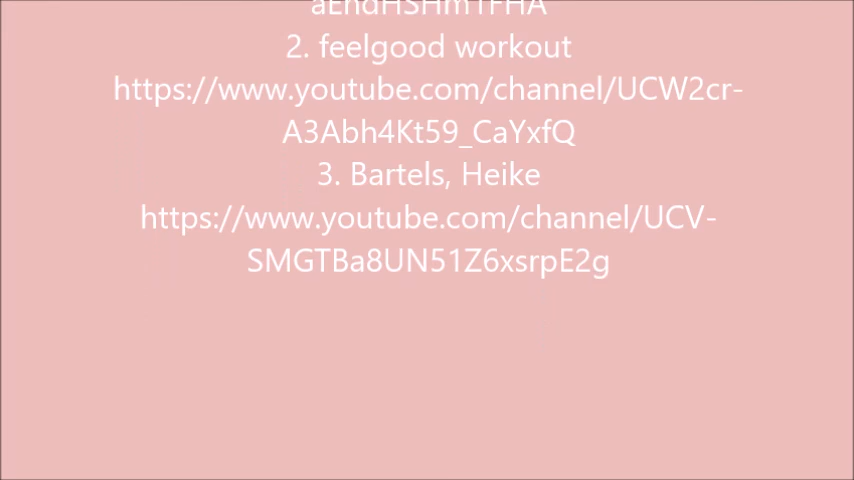 2. feelgood workout
https://www.youtube.com/channel/UCW2cr-
A3Abh4Kt59_CaYxfQ
3. Bartels, Heike
https://www.youtube.com/channel/UCV-
SMGTBa8UN51Z6xsrpE2g